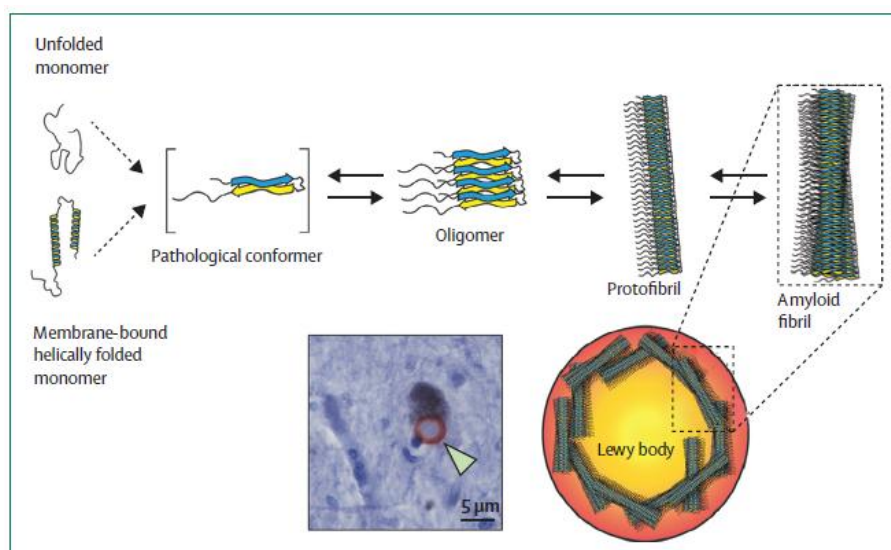 Unfolded
monomer
Pathological conformer
Oligomer
Protofibril
Amyloid
fibril
Membrane-bound
helically folded
monomer
Lewy body
5 μm